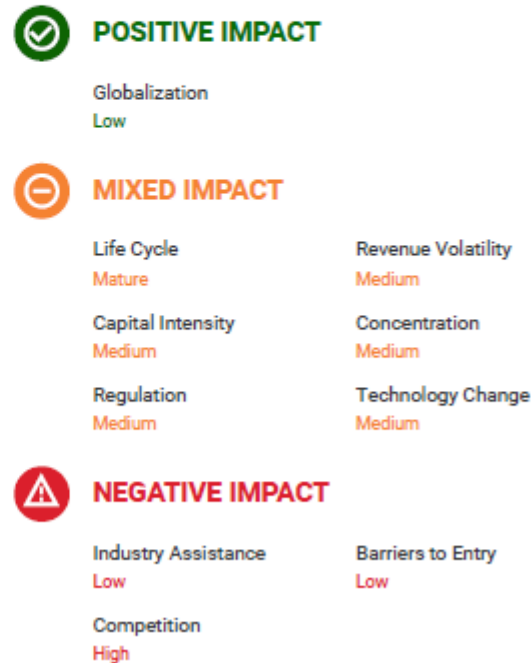 POSITIVE IMPACT
Globalization
Low
MIXED IMPACT
Life Cycle
Mature
Revenue Volatility
Medium
Capital Intensity
Medium
Concentration
Medium
Regulation
Medium
Technology Change
Medium
NEGATIVE IMPACT
Industry Assistance
Low
Barriers to Entry
Low
Competition
High